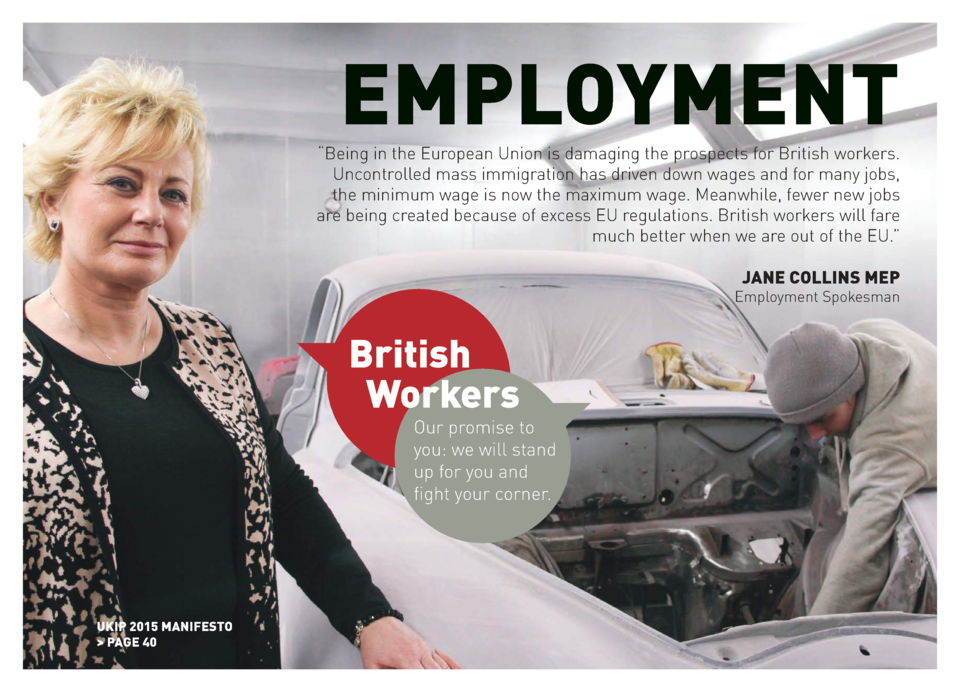 EMPLOYMENT
“Being in the European Union is damaging the prospects for British workers.
Uncontrolled mass immigration has driven down wages and for many jobs,
the minimum wage is now the maximum wage. Meanwhile, fewer new jobs
are being created because of excess EU regulations. British workers will fare
much better when we are out of the EU.”
JANE COLLINS MEP
Employment Spokesman
British
Workers
Our promise to
you: we will stand
up for you and
fight your corner.
UKIP 2015 MANIFESTO
> PAGE 40